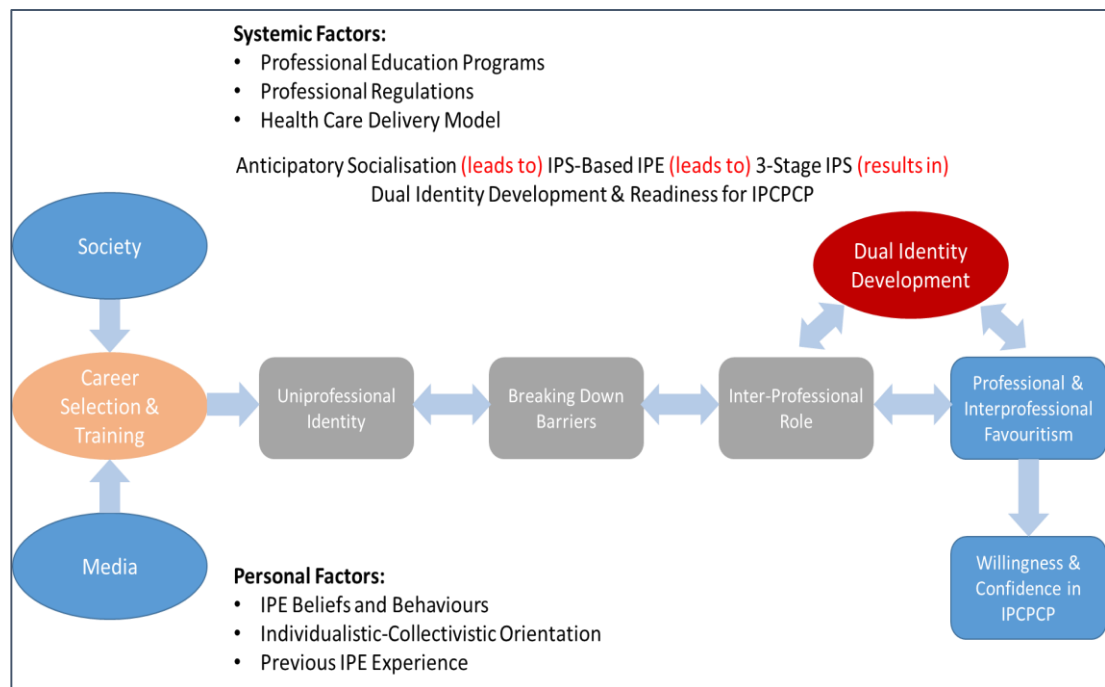 Systemic Factors:
• Professional Education Programs
• Professional Regulations
• Health Care Delivery Model
Anticipatory Socialisation (leads to) IPS-Based IPE (leads to) 3-Stage IPS (results in)
Dual Identity Development & Readiness for IPCPCP
Society
Dual Identity
Development
Career
Selection &
Training
Uniprofessional
Identity
Breaking Down
Barriers
Inter-Professional
Role
Professional &
Interprofessional
Favouritism
Media
Willingness &
Confidence in
IPCPCP
Personal Factors:
• IPE Beliefs and Behaviours
• Individualistic-Collectivistic Orientation
• Previous IPE Experience